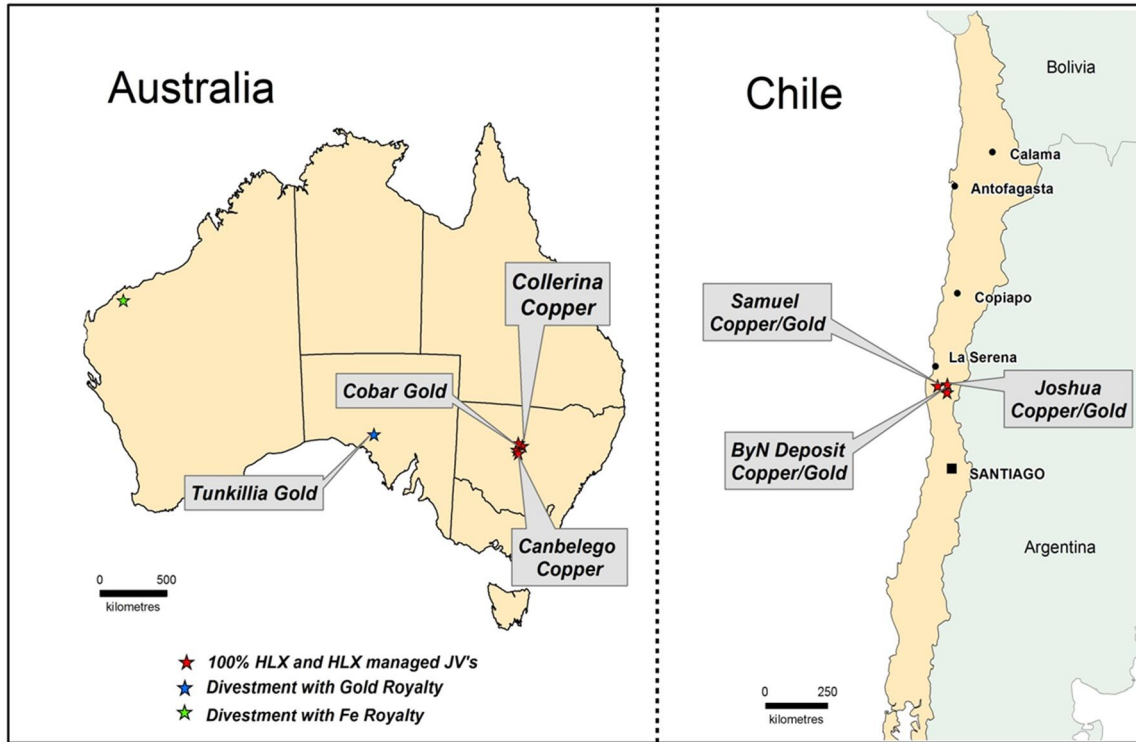 Australia
Collerina
Copper
Cobar Gold
Tunkillia Gold
Canbelego
Copper
0 500
kilometres
100% HLX and HLX managed JV's
Divestment with Gold Royalty
Divestment with Fe Royalty
Chile
Bolivia
Calama
Antofagasta
Samuel
Copper/Gold
Copiapo
La Serena
Joshua
Copper/Gold
ByN Deposit
Copper/Gold
SANTIAGO
Argentina
0 250
kilometres